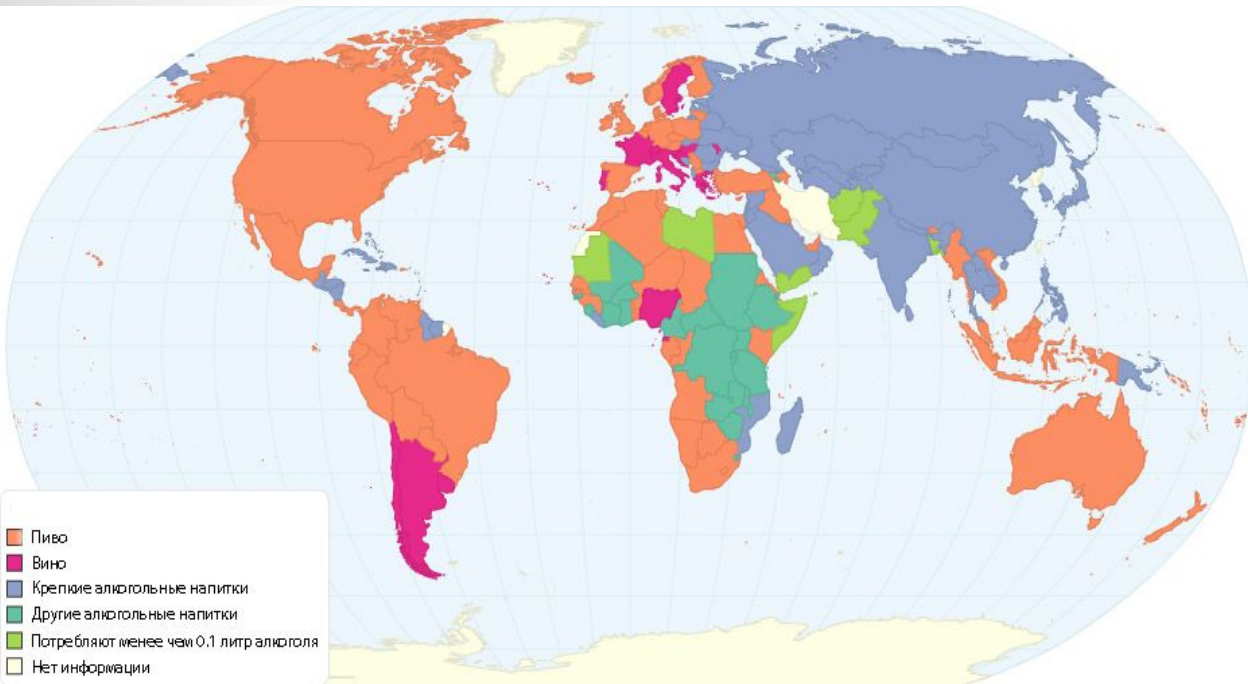 Пиво
Вино
Крепкие алкогольные напитки
Другие алкогольные напитки
Потребляют менее чем 0.1 литр алкоголя
Нет информации